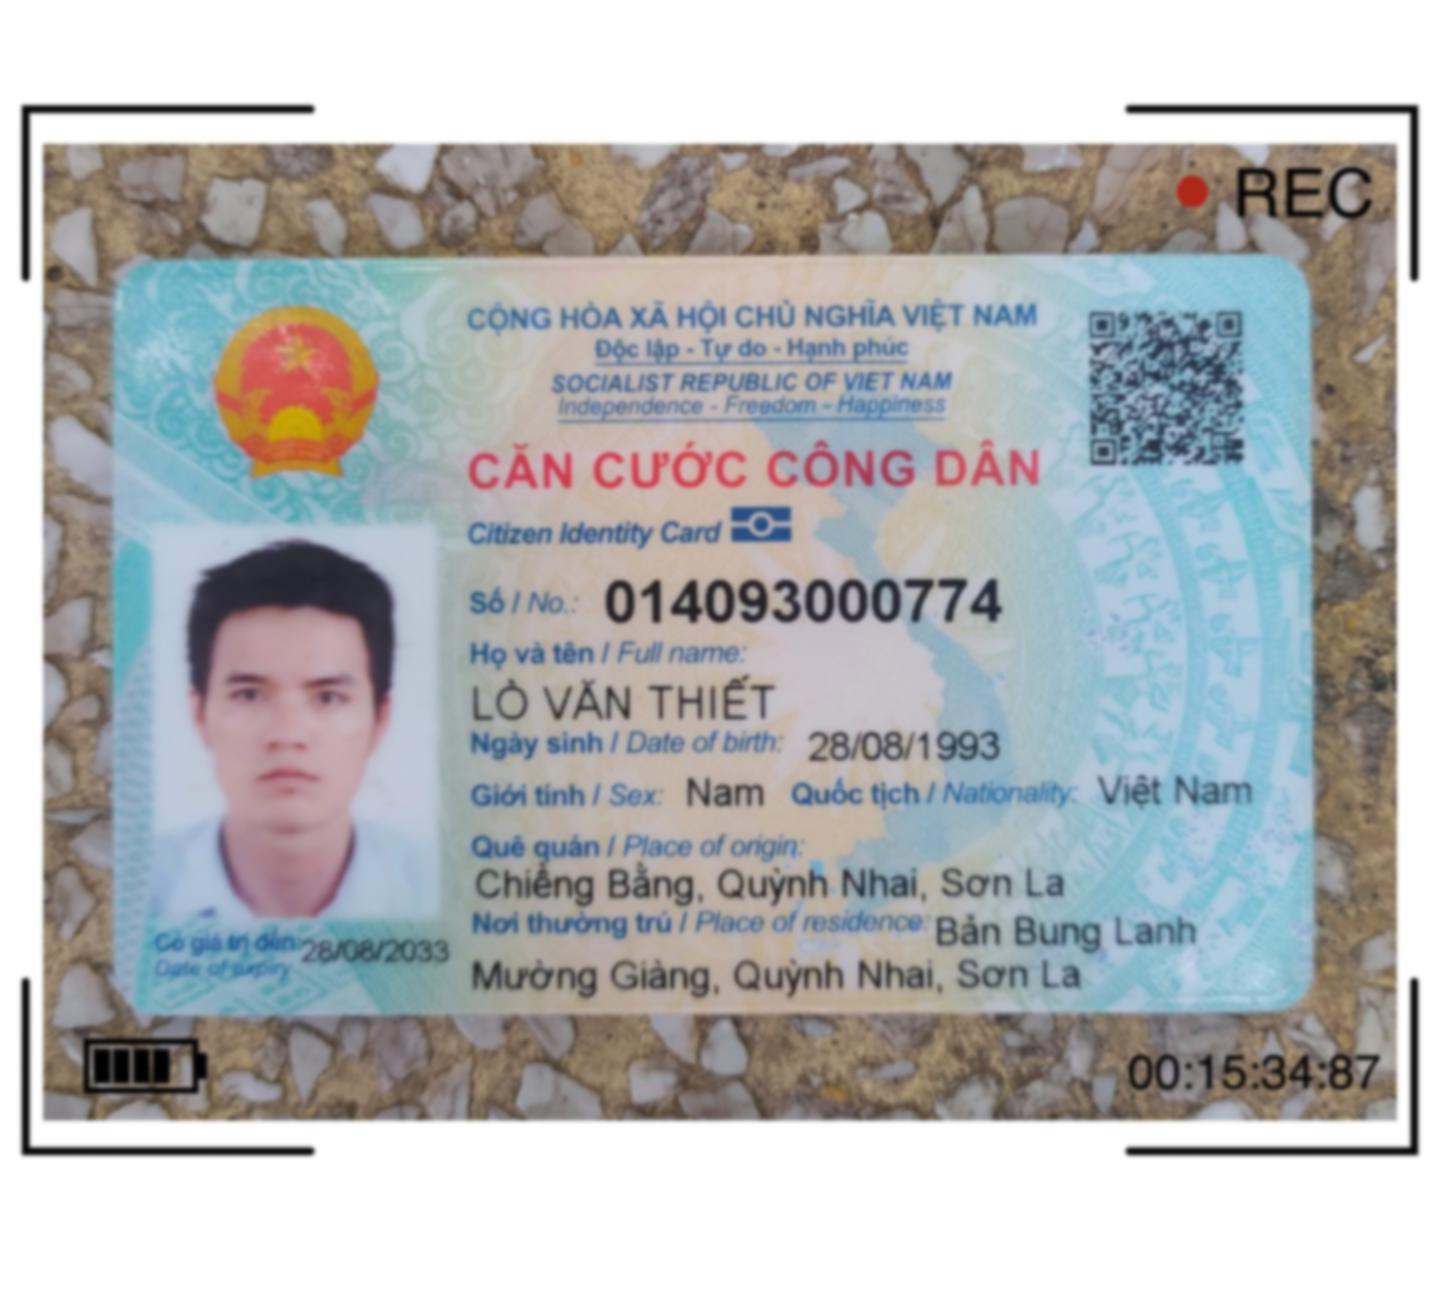 REC
CỘNG HÒA XÃ HỘI CHỦ NGHĨA VIỆT NAM
Độc lập - Tự do - Hạnh phúc
SOCIALIST REPUBLIC OF VIET NAM
Independence - Freedom - Happiness
CĂN CƯỚC CÔNG DÂN
Citizen Identity Card
Số / No.: 014093000774
Họ và tên / Full name:
LÒ VĂN THIẾT
Ngày sinh / Date of birth: 28/08/1993
Giới tính / Sex: Nam Quốc tịch / Nationality: Việt Nam
Quê quán / Place of origin:
Chiềng Bằng, Quỳnh Nhai, Sơn La
Nơi thường trú / Place of residence: Bản Bung Lanh
Mường Giàng, Quỳnh Nhai, Sơn La
Có giá trị đến: 28/08/2033
Date of expiry
00:15:34:87